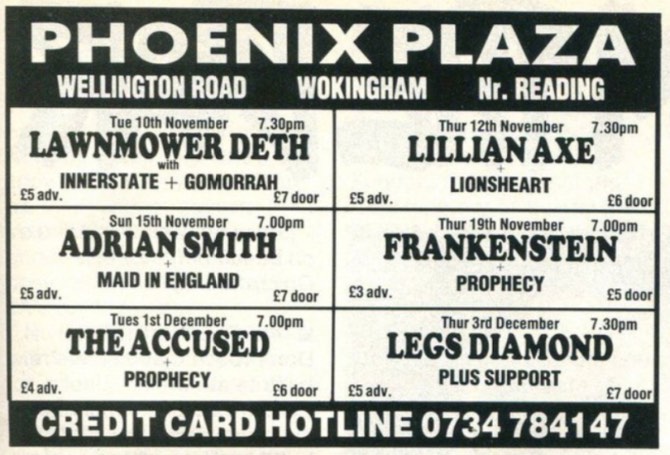 PHOENIX PLAZA
WELLINGTON ROAD WOKINGHAM Nr. READING
Tue 10th November 7.30pm
LAWNMOWER DETH
with
INNERSTATE + GOMORRAH
£5 adv. £7 door
Thur 12th November 7.30pm
LILLIAN AXE
+
LIONSHEART
£5 adv. £6 door
Sun 15th November 7.00pm
ADRIAN SMITH
+
MAID IN ENGLAND
£5 adv. £7 door
Thur 19th November 7.00pm
FRANKENSTEIN
+
PROPHECY
£3 adv. £5 door
Tues 1st December 7.00pm
THE ACCUSED
+
PROPHECY
£4 adv. £6 door
Thur 3rd December 7.30pm
LEGS DIAMOND
PLUS SUPPORT
£5 adv. £7 door
CREDIT CARD HOTLINE 0734 784147